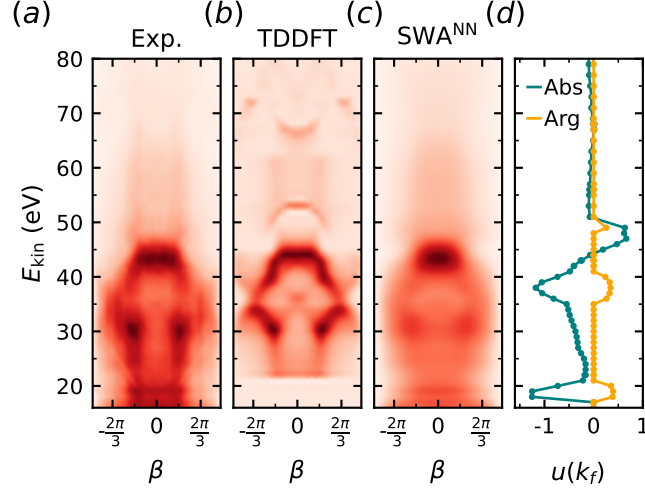 (a) (b) (c) (d)
Exp. TDDFT SWA^NN
80
70
60
50
40
30
20
E_kin (eV)
Abs
Arg
-2π/3 0 2π/3
-2π/3 0 2π/3
-2π/3 0 2π/3
-1 0 1
β β β u(k_f)